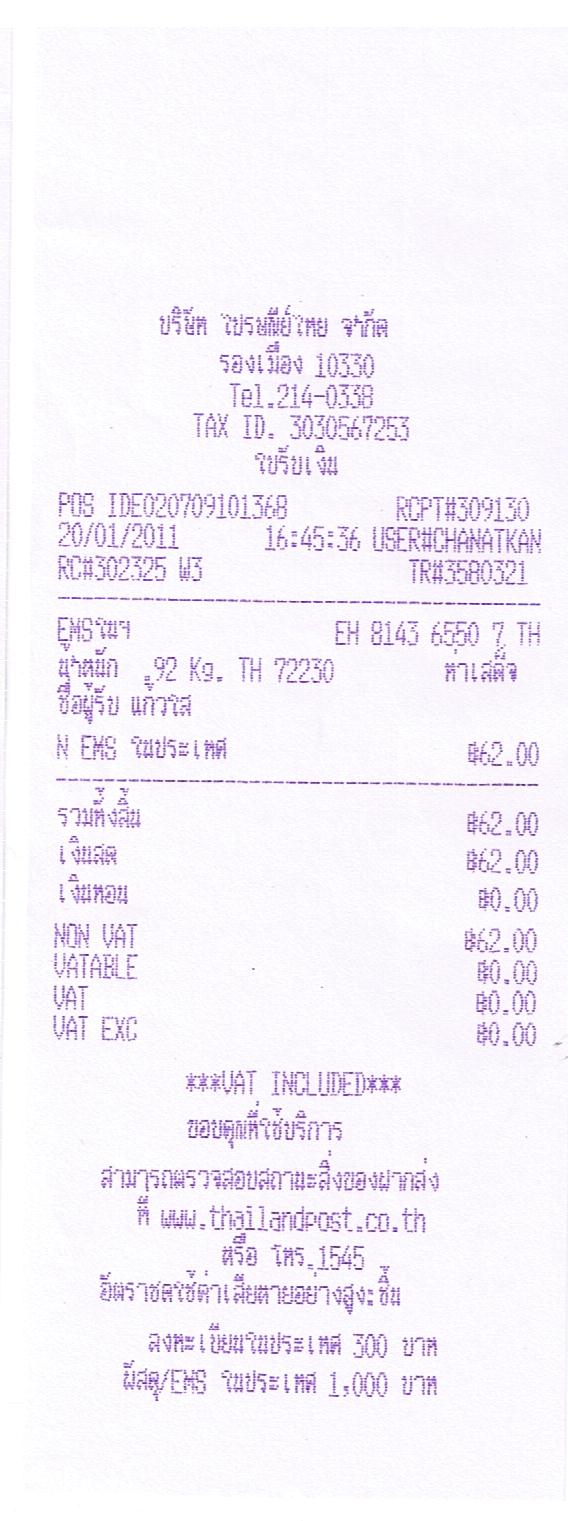 บริษัท ไปรษณีย์ไทย จำกัด
รองเมือง 10330
Tel.214-0338
TAX ID. 3030567253
ใบรับเงิน
POS IDE020709101368 RCPT#309130
20/01/2011 16:45:36 USER#CHANATKAN
RC#302325 W3 TR#3580321
EMSในฯ EH 8143 6550 7 TH
น้ำหนัก .92 Kg. TH 72230 ท่าเสด็จ
ชื่อผู้รับ แก้วใส
N EMS ในประเทศ ฿62.00
รวมทั้งสิ้น ฿62.00
เงินสด ฿62.00
เงินทอน ฿0.00
NON VAT ฿62.00
VATABLE ฿0.00
VAT ฿0.00
VAT EXC ฿0.00
***VAT INCLUDED***
ขอบคุณที่ใช้บริการ
สามารถตรวจสอบสถานะสิ่งของฝากส่ง
ที่ www.thailandpost.co.th
หรือ โทร.1545
อัตราชดใช้ค่าเสียหายอย่างสูง:ชิ้น
ลงทะเบียนในประเทศ 300 บาท
พัสดุ/EMS ในประเทศ 1,000 บาท